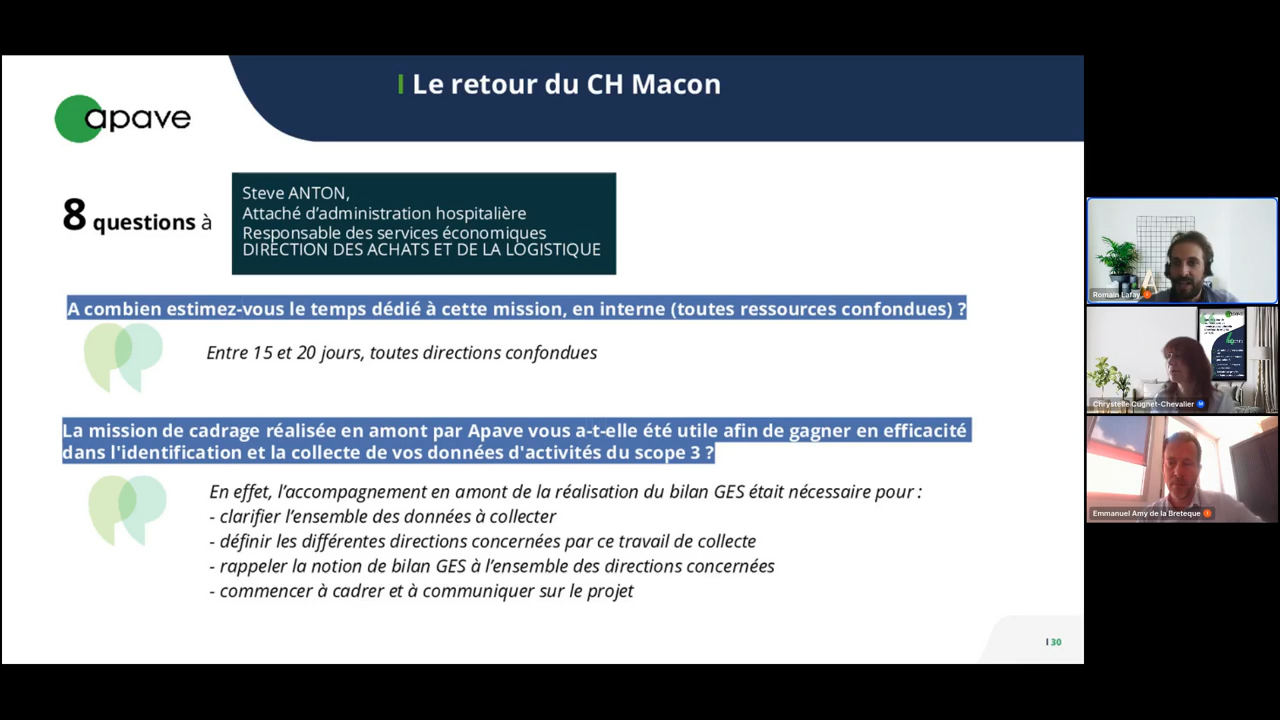 Le retour du CH Macon
apave
8 questions à
Steve ANTON,
Attaché d'administration hospitalière
Responsable des services économiques
DIRECTION DES ACHATS ET DE LA LOGISTIQUE
A combien estimez-vous le temps dédié à cette mission, en interne (toutes ressources confondues) ?
Entre 15 et 20 jours, toutes directions confondues
La mission de cadrage réalisée en amont par Apave vous a-t-elle été utile afin de gagner en efficacité
dans l'identification et la collecte de vos données d'activités du scope 3 ?
En effet, l'accompagnement en amont de la réalisation du bilan GES était nécessaire pour :
- clarifier l'ensemble des données à collecter
- définir les différentes directions concernées par ce travail de collecte
- rappeler la notion de bilan GES à l'ensemble des directions concernées
- commencer à cadrer et à communiquer sur le projet
30
Romain Lafay
Chrystelle Cugnet-Chevalier
Emmanuel Amy de la Breteque